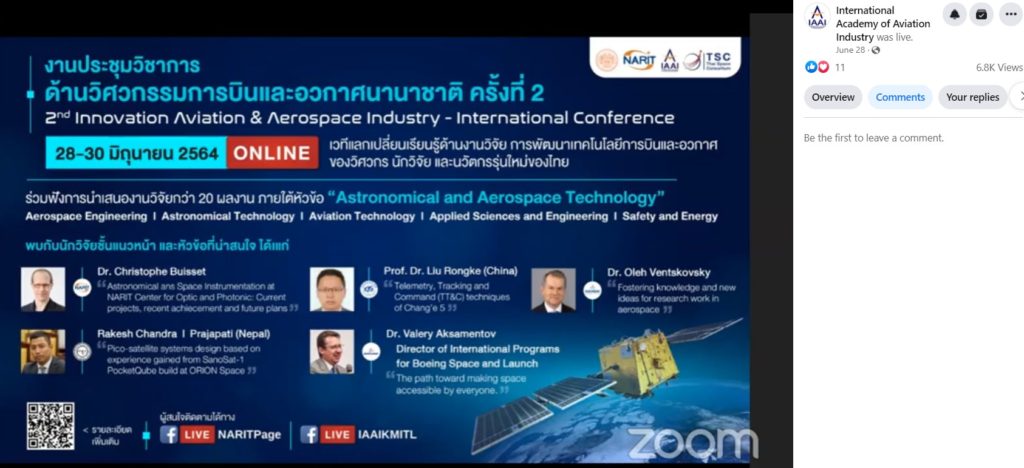 งานประชุมวิชาการ
ด้านวิศวกรรมการบินและอวกาศนานาชาติ ครั้งที่ 2
2nd Innovation Aviation & Aerospace Industry - International Conference
28-30 มิถุนายน 2564 ONLINE
เวทีแลกเปลี่ยนเรียนรู้ด้านงานวิจัย การพัฒนาเทคโนโลยีการบินและอวกาศ
ของวิศวกร นักวิจัย และนวัตกรรุ่นใหม่ของไทย
NARIT
IAAI
TSC
Thai Space
Consortium
ร่วมฟังการนำเสนองานวิจัยกว่า 20 ผลงาน ภายใต้หัวข้อ “Astronomical and Aerospace Technology”
Aerospace Engineering I Astronomical Technology I Aviation Technology I Applied Sciences and Engineering I Safety and Energy
พบกับนักวิจัยชั้นแนวหน้า และหัวข้อที่น่าสนใจ ได้แก่
Dr. Christophe Buisset
“Astronomical ans Space Instrumentation at
NARIT Center for Optic and Photonic: Current
projects, recent achiecement and future plans”
Prof. Dr. Liu Rongke (China)
“Telemetry, Tracking and
Command (TT&C) techniques
of Chang'e 5”
Dr. Oleh Ventskovsky
“Fostering knowledge and new
ideas for research work in
aerospace”
Rakesh Chandra I Prajapati (Nepal)
“Pico-satellite systems design based on
experience gained from SanoSat-1
PocketQube build at ORION Space”
Dr. Valery Aksamentov
Director of International Programs
for Boeing Space and Launch
“The path toward making space
accessible by everyone.”
< รายละเอียด
เพิ่มเติม
ผู้สนใจติดตามได้ทาง
f LIVE NARITPage
f LIVE IAAIKMITL
zoom
IAAI
International
Academy of Aviation
Industry was live.
June 28 ·
11
6.8K Views
Overview
Comments
Your replies
Be the first to leave a comment.